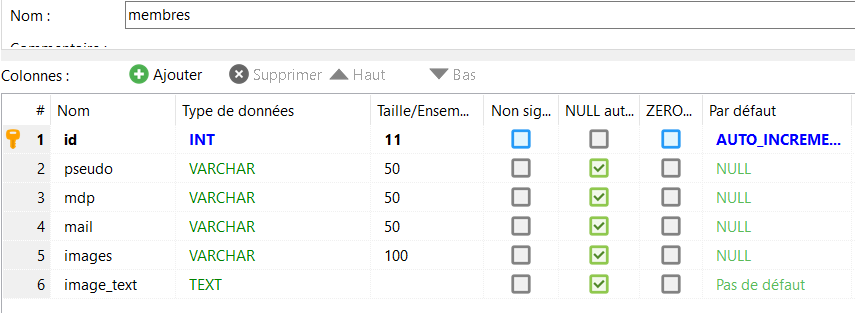 Nom : membres
Colonnes : Ajouter Supprimer Haut Bas
# Nom Type de données Taille/Ensem... Non sig... NULL aut... ZERO... Par défaut
1 id INT 11 AUTO_INCREME...
2 pseudo VARCHAR 50 NULL
3 mdp VARCHAR 50 NULL
4 mail VARCHAR 50 NULL
5 images VARCHAR 100 NULL
6 image_text TEXT Pas de défaut